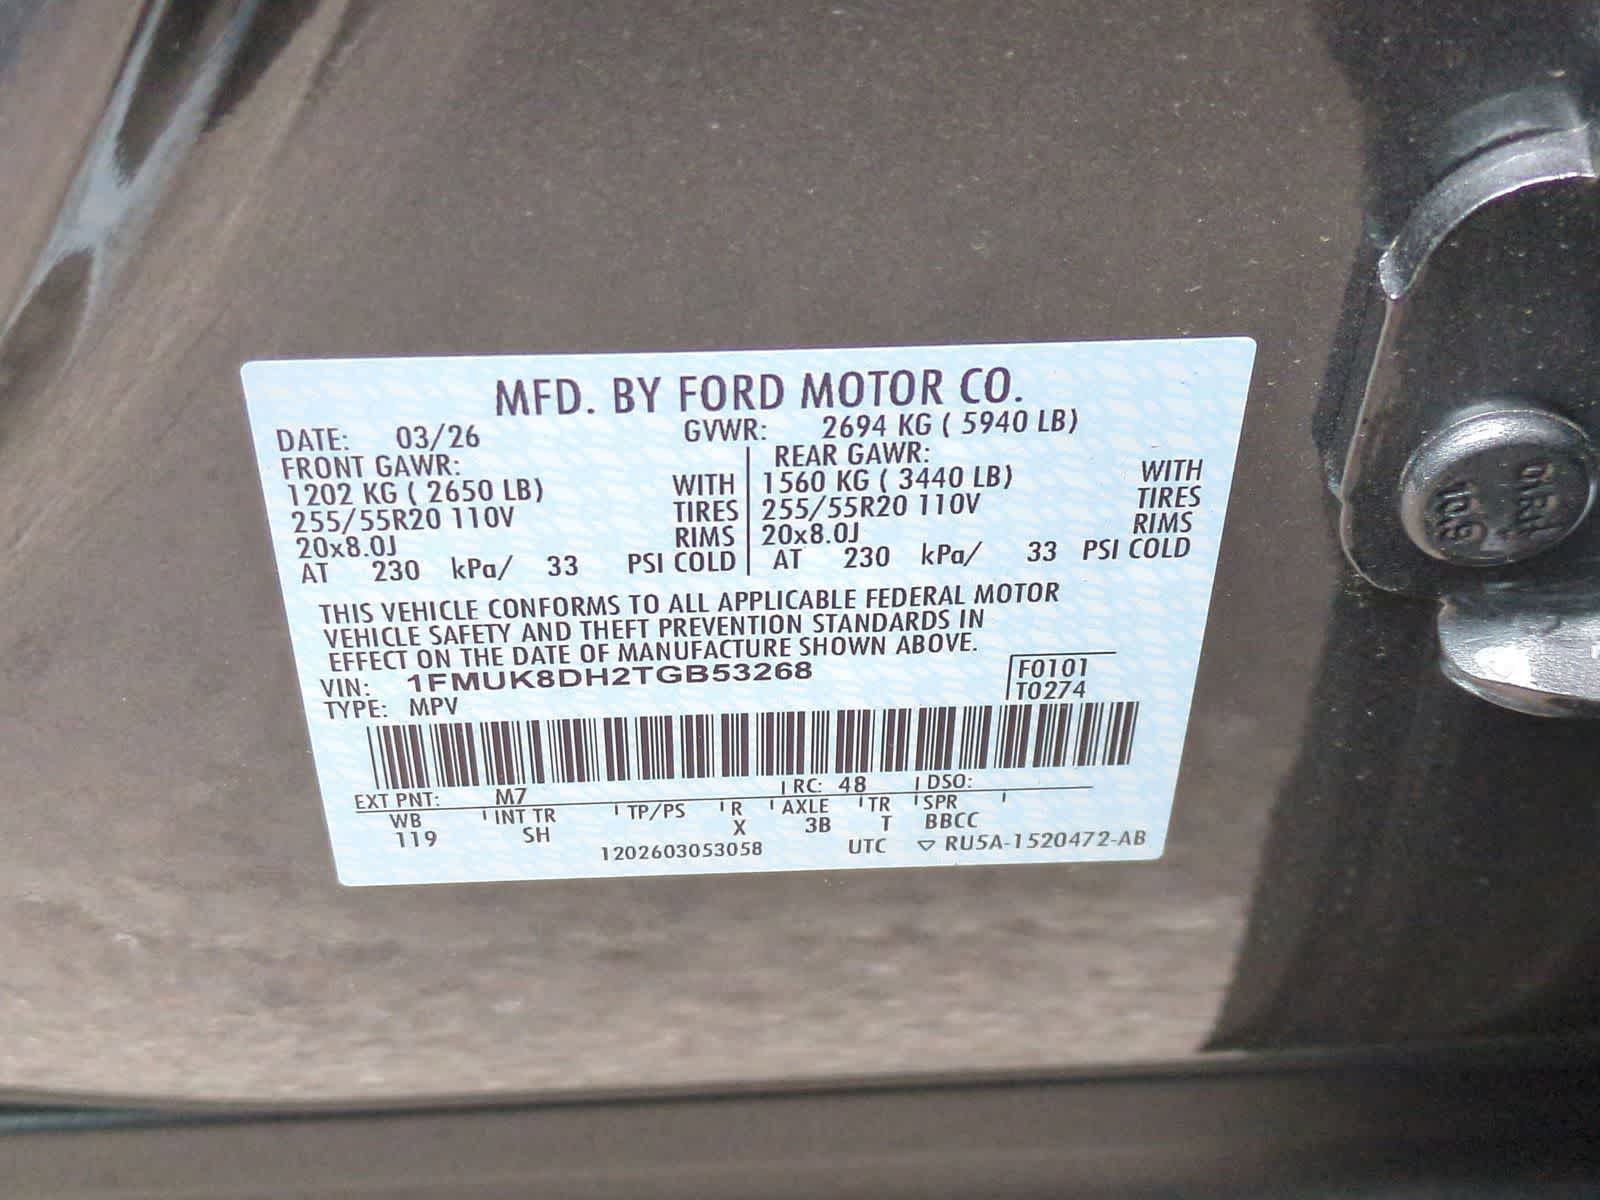 MFD. BY FORD MOTOR CO.
DATE: 03/26 GVWR: 2694 KG ( 5940 LB)
FRONT GAWR: REAR GAWR:
1202 KG ( 2650 LB) WITH 1560 KG ( 3440 LB) WITH
255/55R20 110V TIRES 255/55R20 110V TIRES
20x8.0J RIMS 20x8.0J RIMS
AT 230 kPa/ 33 PSI COLD AT 230 kPa/ 33 PSI COLD
THIS VEHICLE CONFORMS TO ALL APPLICABLE FEDERAL MOTOR
VEHICLE SAFETY AND THEFT PREVENTION STANDARDS IN
EFFECT ON THE DATE OF MANUFACTURE SHOWN ABOVE.
VIN: 1FMUK8DH2TGB53268 F0101
TYPE: MPV T0274
EXT PNT: M7 RC: 48 DSO:
WB INT TR TP/PS R AXLE TR SPR
119 SH X 3B T BBCC
1202603053058 UTC ▽ RU5A-1520472-AB
10.9